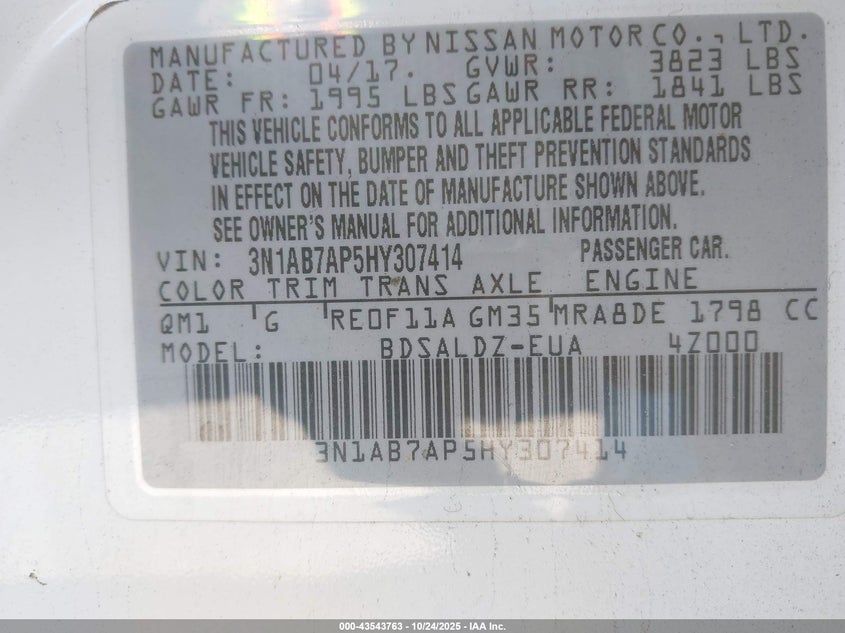 MANUFACTURED BY NISSAN MOTOR CO., LTD.
DATE: 04/17. GVWR: 3823 LBS
GAWR FR: 1995 LBS GAWR RR: 1841 LBS
THIS VEHICLE CONFORMS TO ALL APPLICABLE FEDERAL MOTOR
VEHICLE SAFETY, BUMPER AND THEFT PREVENTION STANDARDS
IN EFFECT ON THE DATE OF MANUFACTURE SHOWN ABOVE.
SEE OWNER'S MANUAL FOR ADDITIONAL INFORMATION.
VIN: 3N1AB7AP5HY307414 PASSENGER CAR.
COLOR TRIM TRANS AXLE ENGINE
QM1 G RE0F11A GM35 MRA8DE 1798 CC
MODEL: BDSALDZ-EUA 4Z000
3N1AB7AP5HY307414
000-43543763 - 10/24/2025 - IAA Inc.